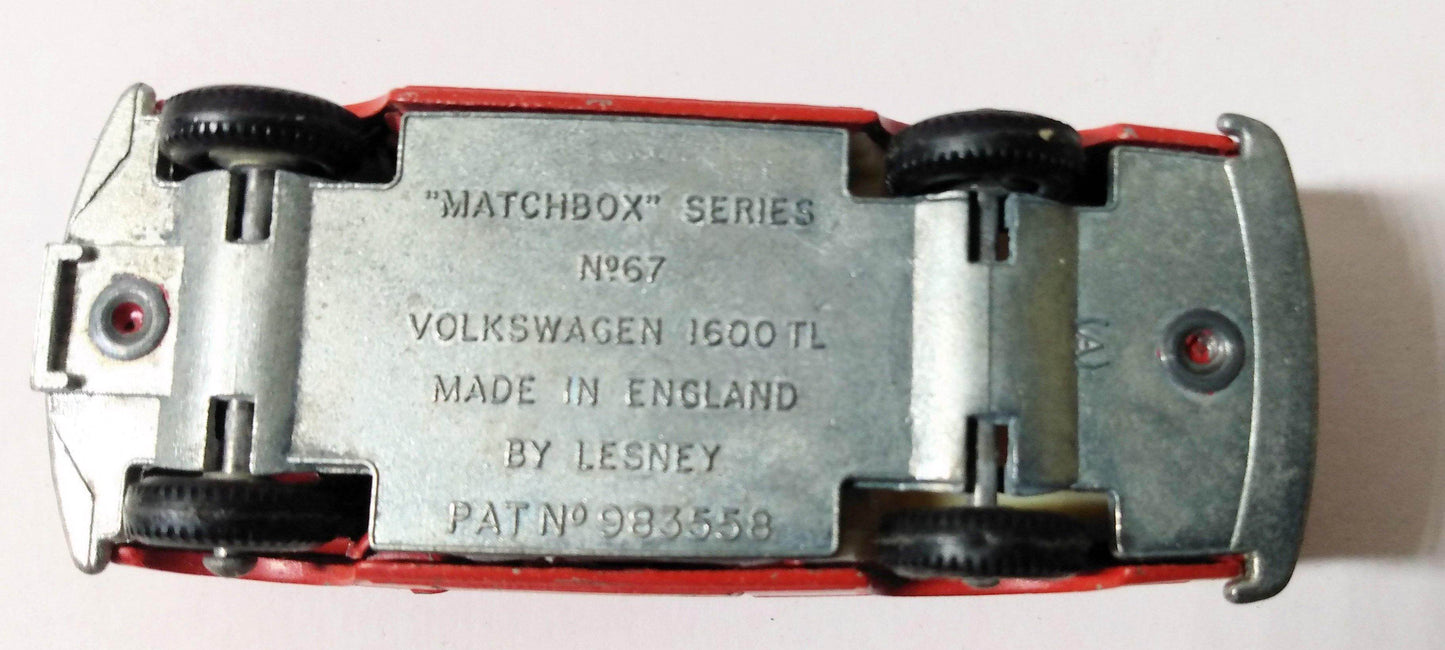 "MATCHBOX" SERIES
Nº67
VOLKSWAGEN 1600 TL
MADE IN ENGLAND
BY LESNEY
PAT Nº 983558
(A)